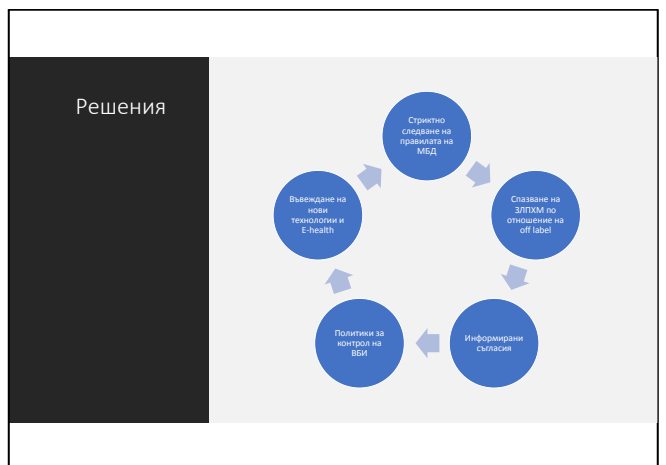 Решения
Стриктно
следване на
правилата на
МБД
Спазване на
ЗЛПХМ по
отношение на
off label
Информирани
съгласия
Политики за
контрол на
ВБИ
Въвеждане на
нови
технологии и
E-health